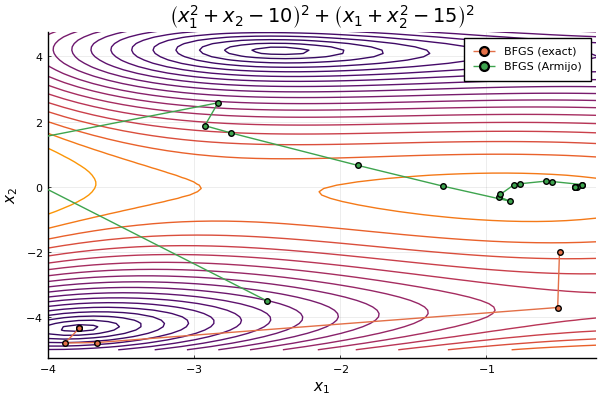 (x₁² + x₂ − 10)² + (x₁ + x₂² − 15)²
BFGS (exact)
BFGS (Armijo)
4
2
0
−2
−4
x₂
−4 −3 −2 −1
x₁